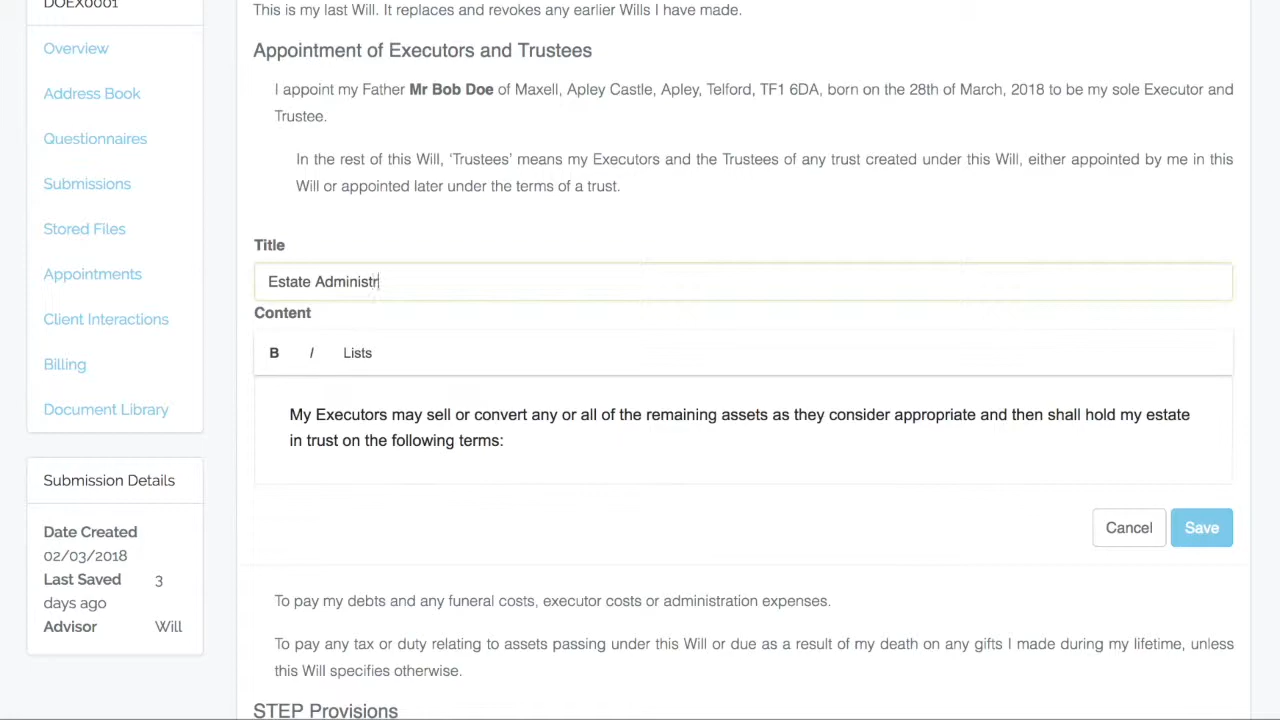 DOEX0001
Overview
Address Book
Questionnaires
Submissions
Stored Files
Appointments
Client Interactions
Billing
Document Library
Submission Details
Date Created
02/03/2018
Last Saved 3
days ago
Advisor Will
This is my last Will. It replaces and revokes any earlier Wills I have made.
Appointment of Executors and Trustees
I appoint my Father Mr Bob Doe of Maxell, Apley Castle, Apley, Telford, TF1 6DA, born on the 28th of March, 2018 to be my sole Executor and
Trustee.
In the rest of this Will, ‘Trustees’ means my Executors and the Trustees of any trust created under this Will, either appointed by me in this
Will or appointed later under the terms of a trust.
Title
Estate Administr
Content
B I Lists
My Executors may sell or convert any or all of the remaining assets as they consider appropriate and then shall hold my estate
in trust on the following terms:
Cancel Save
To pay my debts and any funeral costs, executor costs or administration expenses.
To pay any tax or duty relating to assets passing under this Will or due as a result of my death on any gifts I made during my lifetime, unless
this Will specifies otherwise.
STEP Provisions